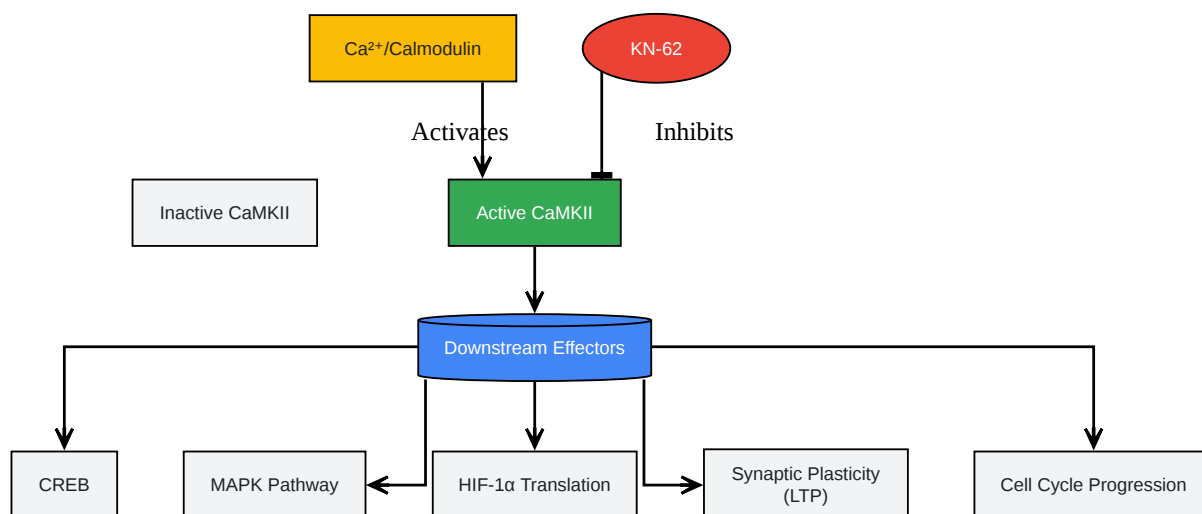 Ca²⁺/Calmodulin
KN-62
Activates
Inhibits
Inactive CaMKII
Active CaMKII
Downstream Effectors
CREB
MAPK Pathway
HIF-1α Translation
Synaptic Plasticity
(LTP)
Cell Cycle Progression